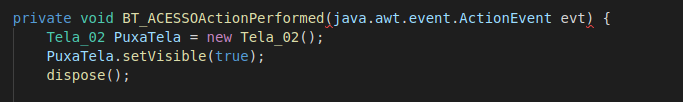 private void BT_ACESSOActionPerformed(java.awt.event.ActionEvent evt) {
Tela_02 PuxaTela = new Tela_02();
PuxaTela.setVisible(true);
dispose();